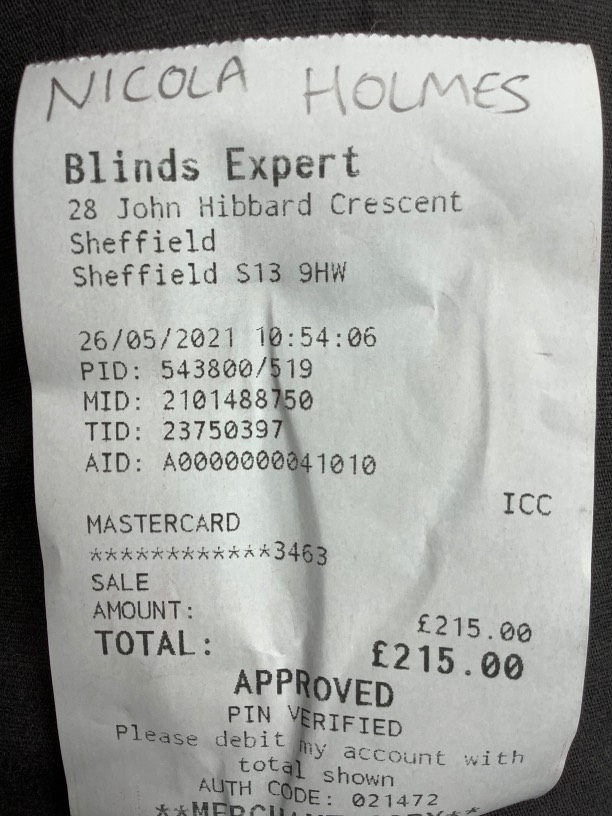 NICOLA HOLMES
Blinds Expert
28 John Hibbard Crescent
Sheffield
Sheffield S13 9HW
26/05/2021 10:54:06
PID: 543800/519
MID: 2101488750
TID: 23750397
AID: A0000000041010
ICC
MASTERCARD
************3463
SALE
AMOUNT: £215.00
TOTAL: £215.00
APPROVED
PIN VERIFIED
Please debit my account with
total shown
AUTH CODE: 021472